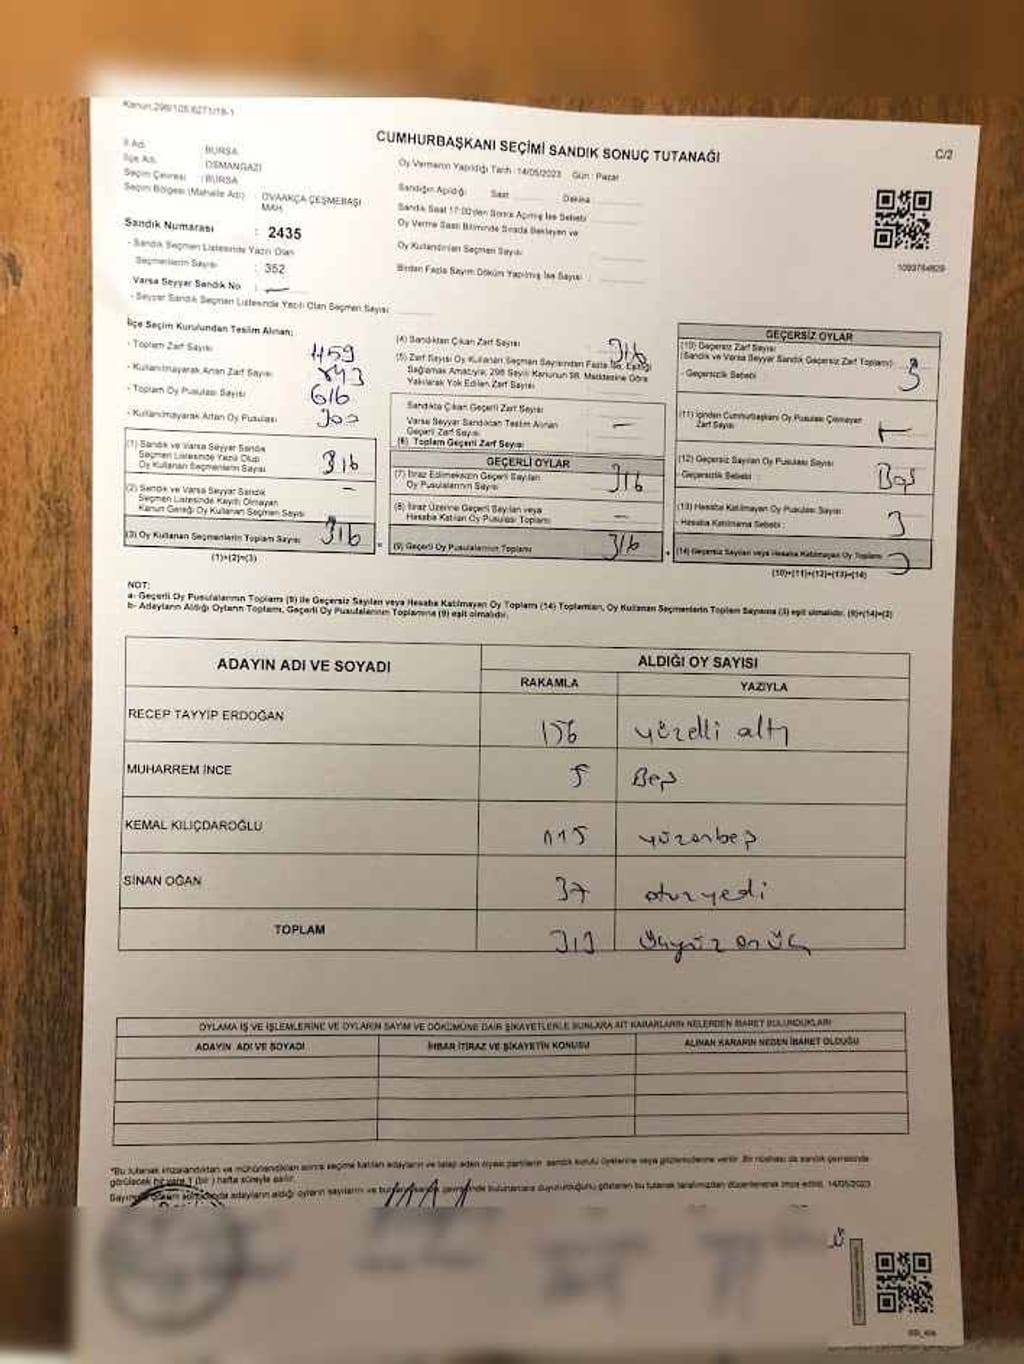 Kanun:298/105,6271/18-1
CUMHURBAŞKANI SEÇİMİ SANDIK SONUÇ TUTANAĞI
C/2
İl Adı : BURSA
İlçe Adı : OSMANGAZİ
Seçim Çevresi : BURSA
Seçim Bölgesi (Mahalle Adı) OVAAKÇA ÇEŞMEBAŞI MAH.
Sandık Numarası : 2435
- Sandık Seçmen Listesinde Yazılı Olan
Seçmenlerin Sayısı : 352
Varsa Seyyar Sandık No : —
- Seyyar Sandık Seçmen Listesinde Yazılı Olan Seçmen Sayısı:
Oy Vermenin Yapıldığı Tarih : 14/05/2023 Gün : Pazar
Sandığın Açıldığı Saat Dakika
Sandık Saat 17:00'den Sonra Açılmış İse Sebebi
Oy Verme Saati Bitiminde Sırada Bekleyen ve
Oy Kullandırılan Seçmen Sayısı
Birden Fazla Sayım Döküm Yapılmış İse Sayısı :
1093764829
İlçe Seçim Kurulundan Teslim Alınan;
- Toplam Zarf Sayısı 1159
- Kullanılmayarak Artan Zarf Sayısı 843
- Toplam Oy Pusulası Sayısı 616
- Kullanılmayarak Artan Oy Pusulası 300
(1) Sandık ve Varsa Seyyar Sandık
Seçmen Listesinde Yazılı Olup
Oy Kullanan Seçmenlerin Sayısı 316
(2) Sandık ve Varsa Seyyar Sandık
Seçmen Listesinde Kaydı Olmayan
Kanun Gereği Oy Kullanan Seçmen Sayısı —
(3) Oy Kullanan Seçmenlerin Toplam Sayısı 316
(1)+(2)=(3)
(4) Sandıktan Çıkan Zarf Sayısı 316
(5) Zarf Sayısı Oy Kullanan Seçmen Sayısından Fazla İse, Eşitliği
Sağlamak Amacıyla; 298 Sayılı Kanunun 98. Maddesine Göre
Yakılarak Yok Edilen Zarf Sayısı
Sandıkta Çıkan Geçerli Zarf Sayısı
Varsa Seyyar Sandıktan Teslim Alınan
Geçerli Zarf Sayısı —
(6) Toplam Geçerli Zarf Sayısı
GEÇERLİ OYLAR
(7) İtiraz Edilmeksizin Geçerli Sayılan
Oy Pusulalarının Sayısı 316
(8) İtiraz Üzerine Geçerli Sayılan veya
Hesaba Katılan Oy Pusulası Toplamı —
(9) Geçerli Oy Pusulalarının Toplamı 316
GEÇERSİZ OYLAR
(10) Geçersiz Zarf Sayısı
(Sandık ve Varsa Seyyar Sandık Geçersiz Zarf Toplamı) 3
- Geçersizlik Sebebi :
(11) İçinden Cumhurbaşkanı Oy Pusulası Çıkmayan
Zarf Sayısı
(12) Geçersiz Sayılan Oy Pusulası Sayısı
- Geçersizlik Sebebi : Boş
(13) Hesaba Katılmayan Oy Pusulası Sayısı 3
- Hesaba Katılmama Sebebi :
(14) Geçersiz Sayılan veya Hesaba Katılmayan Oy Toplamı 3
(10)+(11)+(12)+(13)=(14)
NOT:
a- Geçerli Oy Pusulalarının Toplamı (9) ile Geçersiz Sayılan veya Hesaba Katılmayan Oy Toplamı (14) Toplamları, Oy Kullanan Seçmenlerin Toplam Sayısına (3) eşit olmalıdır. (9)+(14)=(3)
b- Adayların Aldığı Oyların Toplamı, Geçerli Oy Pusulalarının Toplamına (9) eşit olmalıdır.
ADAYIN ADI VE SOYADI
ALDIĞI OY SAYISI
RAKAMLA YAZIYLA
RECEP TAYYİP ERDOĞAN 156 yüzelli altı
MUHARREM İNCE 5 Beş
KEMAL KILIÇDAROĞLU 115 yüzonbeş
SİNAN OĞAN 37 otuzyedi
TOPLAM 313 üçyüz onüç
OYLAMA İŞ VE İŞLEMLERİNE VE OYLARIN SAYIM VE DÖKÜMÜNE DAİR ŞİKAYETLERLE BUNLARA AİT KARARLARIN NELERDEN İBARET BULUNDUKLARI
ADAYIN ADI VE SOYADI İHBAR İTİRAZ VE ŞİKAYETİN KONUSU ALINAN KARARIN NEDEN İBARET OLDUĞU
*Bu tutanak imzalandıktan ve mühürlendikten sonra seçime katılan adayların ve talep eden siyasi partilerin sandık kurulu üyelerine veya gözlemcilerine verilir. Bir nüshası da sandık çevresinde
görülecek bir yere 1 (bir) hafta süreyle asılır.
adayların aldığı oyların sayılarını ve bulunanlara duyurulduğunu gösteren bu tutanak tarafımızdan düzenlenerek imza edildi. 14/05/2023